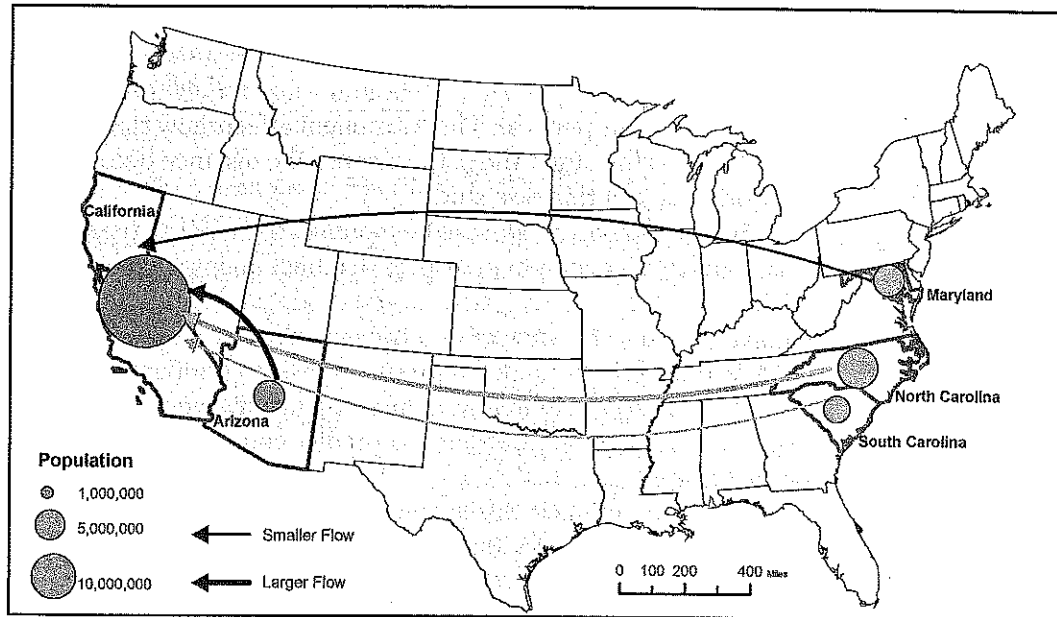 California
Maryland
North Carolina
Arizona
South Carolina
Population
1,000,000
5,000,000
Smaller Flow
10,000,000
Larger Flow
0 100 200 400 Miles